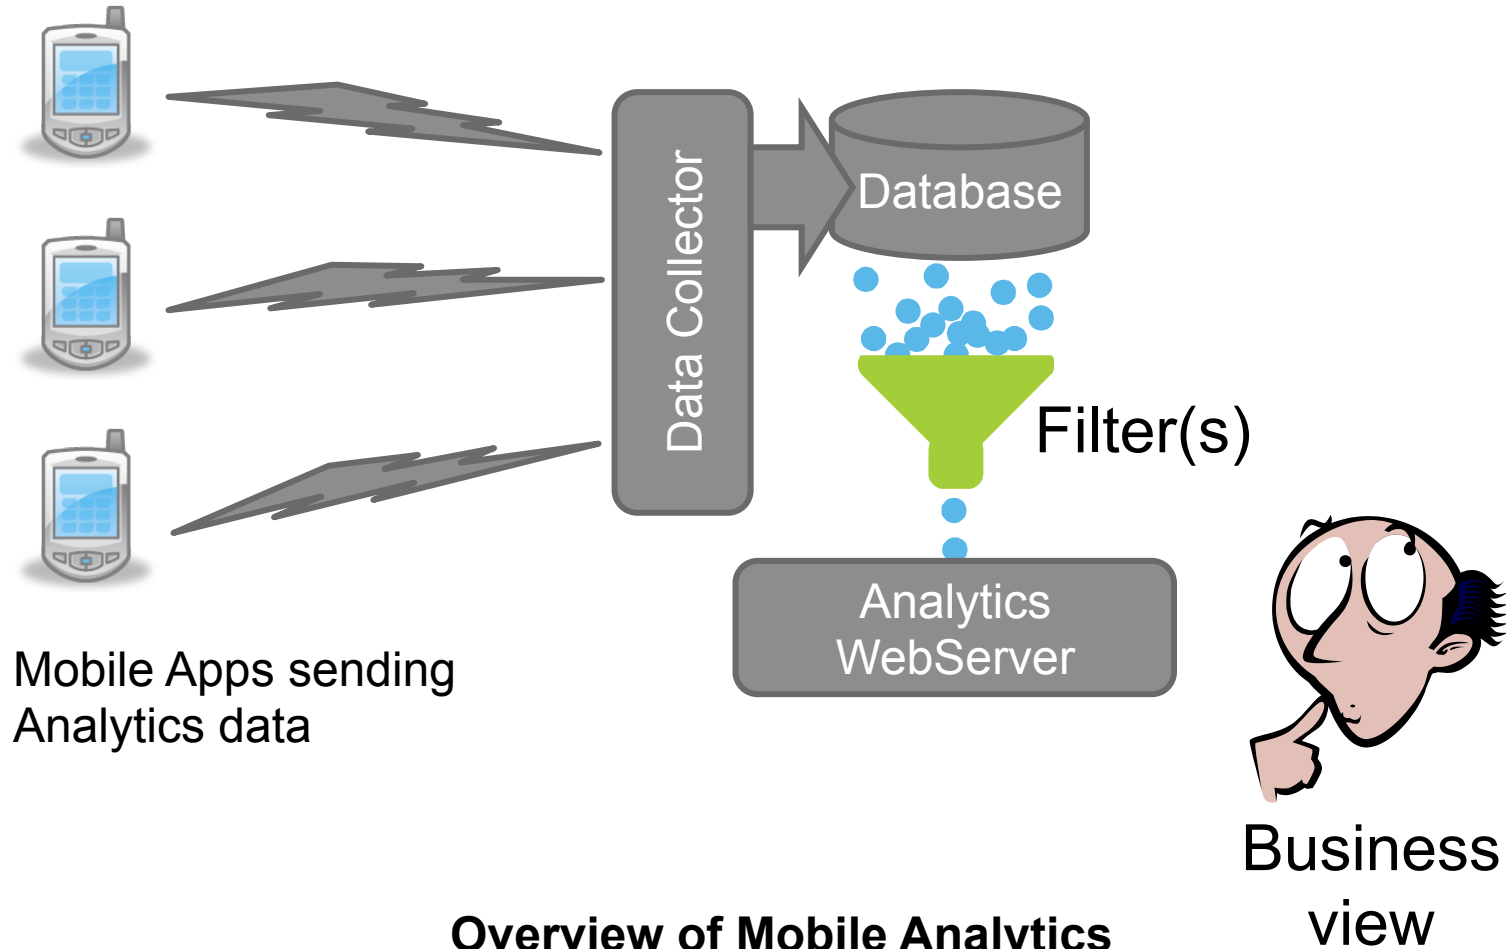 Data Collector
Database
Filter(s)
Analytics
WebServer
Mobile Apps sending
Analytics data
Business
view
Overview of Mobile Analytics